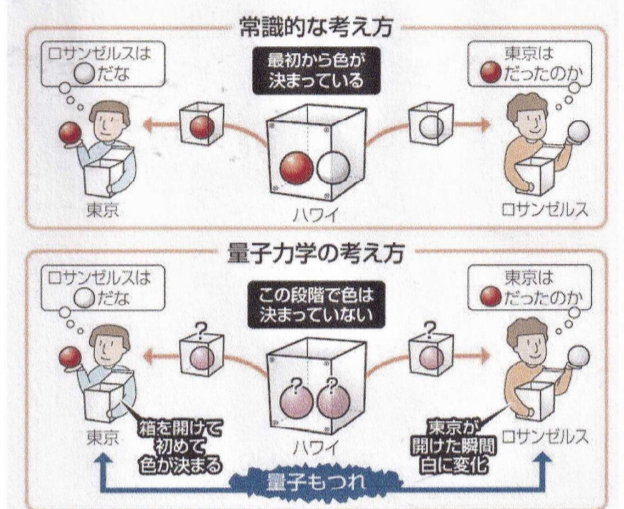 常識的な考え方
ロサンゼルスは
だな
最初から色が
決まっている
東京は
だったのか
東京
ハワイ
ロサンゼルス
量子力学の考え方
ロサンゼルスは
だな
この段階で色は
決まっていない
東京は
だったのか
?
?
?
?
箱を開けて
初めて
色が決まる
東京が
開けた瞬間
白に変化
東京
ハワイ
ロサンゼルス
量子もつれ